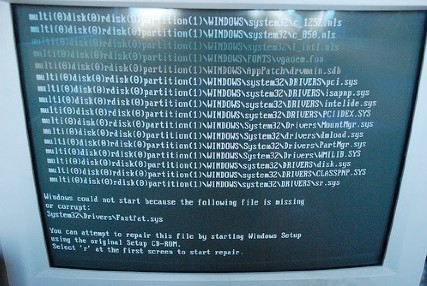 multi(0)disk(0)rdisk(0)partition(1)\WINDOWS\system32\c_1252.nls
multi(0)disk(0)rdisk(0)partition(1)\WINDOWS\system32\c_850.nls
multi(0)disk(0)rdisk(0)partition(1)\WINDOWS\system32\l_intl.nls
multi(0)disk(0)rdisk(0)partition(1)\WINDOWS\FONTS\vgaoem.fon
multi(0)disk(0)rdisk(0)partition(1)\WINDOWS\AppPatch\drvmain.sdb
multi(0)disk(0)rdisk(0)partition(1)\WINDOWS\system32\DRIVERS\pci.sys
multi(0)disk(0)rdisk(0)partition(1)\WINDOWS\system32\DRIVERS\isapnp.sys
multi(0)disk(0)rdisk(0)partition(1)\WINDOWS\system32\DRIVERS\intelide.sys
multi(0)disk(0)rdisk(0)partition(1)\WINDOWS\system32\DRIVERS\PCIIDEX.SYS
multi(0)disk(0)rdisk(0)partition(1)\WINDOWS\System32\Drivers\MountMgr.sys
multi(0)disk(0)rdisk(0)partition(1)\WINDOWS\System32\drivers\dmload.sys
multi(0)disk(0)rdisk(0)partition(1)\WINDOWS\System32\Drivers\PartMgr.sys
multi(0)disk(0)rdisk(0)partition(1)\WINDOWS\System32\Drivers\WMILIB.SYS
multi(0)disk(0)rdisk(0)partition(1)\WINDOWS\system32\DRIVERS\disk.sys
multi(0)disk(0)rdisk(0)partition(1)\WINDOWS\system32\DRIVERS\CLASSPNP.SYS
multi(0)disk(0)rdisk(0)partition(1)\WINDOWS\system32\DRIVERS\sr.sys
Windows could not start because the following file is missing
or corrupt:
System32\Drivers\Fastfat.sys
You can attempt to repair this file by starting Windows Setup
using the original Setup CD-ROM.
Select 'r' at the first screen to start repair.